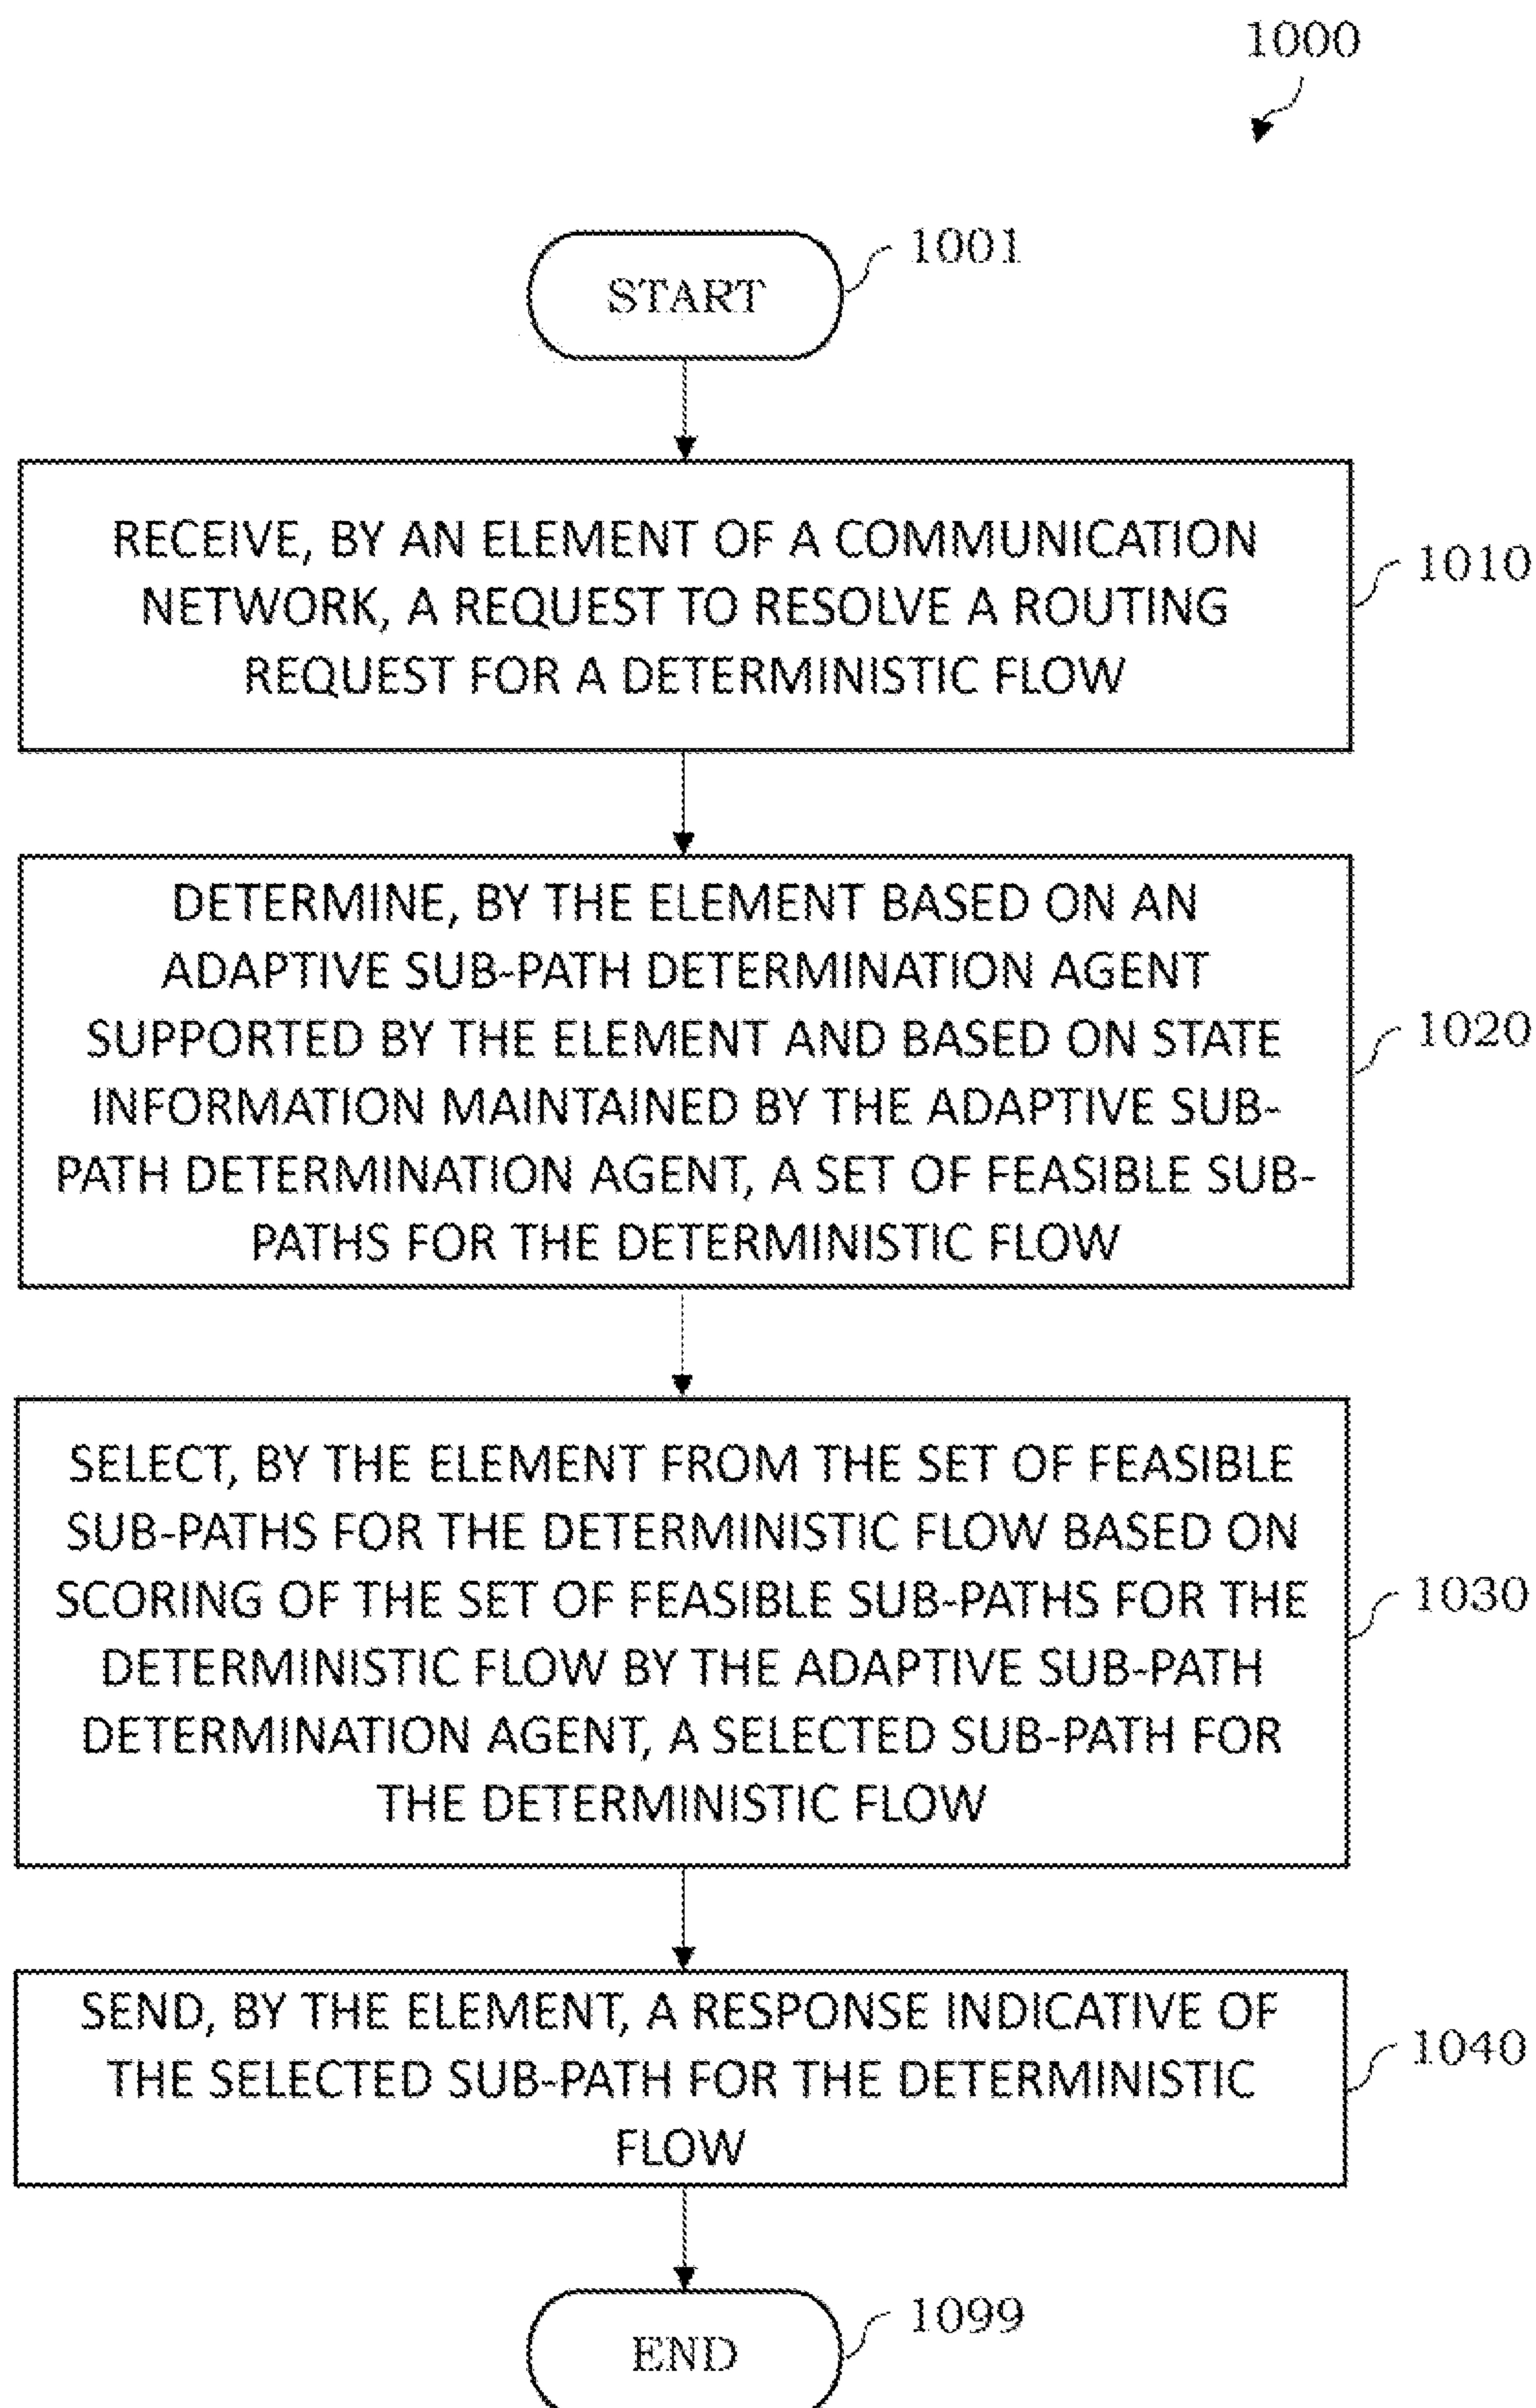 1000
START
1001
RECEIVE, BY AN ELEMENT OF A COMMUNICATION
NETWORK, A REQUEST TO RESOLVE A ROUTING
REQUEST FOR A DETERMINISTIC FLOW
1010
DETERMINE, BY THE ELEMENT BASED ON AN
ADAPTIVE SUB-PATH DETERMINATION AGENT
SUPPORTED BY THE ELEMENT AND BASED ON STATE
INFORMATION MAINTAINED BY THE ADAPTIVE SUB-
PATH DETERMINATION AGENT, A SET OF FEASIBLE SUB-
PATHS FOR THE DETERMINISTIC FLOW
1020
SELECT, BY THE ELEMENT FROM THE SET OF FEASIBLE
SUB-PATHS FOR THE DETERMINISTIC FLOW BASED ON
SCORING OF THE SET OF FEASIBLE SUB-PATHS FOR THE
DETERMINISTIC FLOW BY THE ADAPTIVE SUB-PATH
DETERMINATION AGENT, A SELECTED SUB-PATH FOR
THE DETERMINISTIC FLOW
1030
SEND, BY THE ELEMENT, A RESPONSE INDICATIVE OF
THE SELECTED SUB-PATH FOR THE DETERMINISTIC
FLOW
1040
END
1099